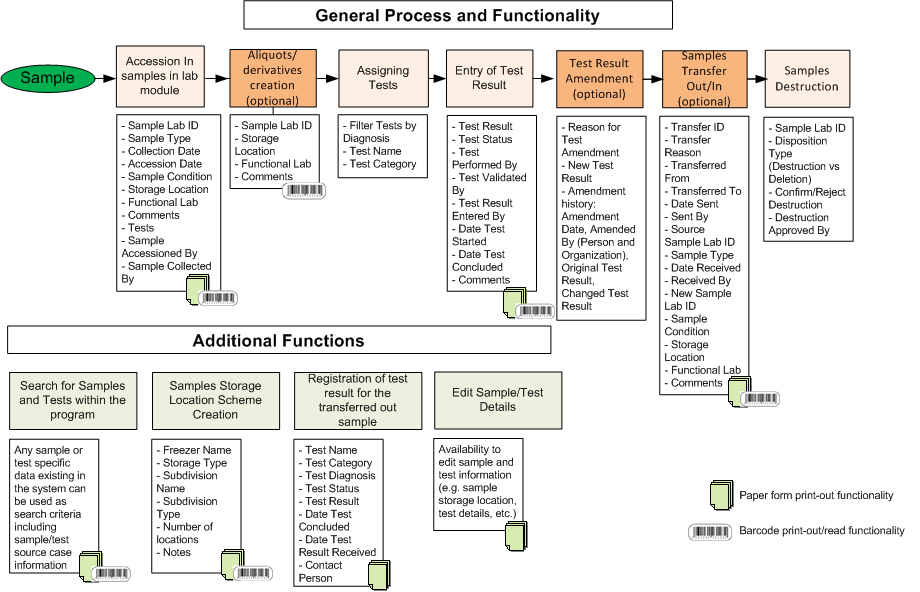 General Process and Functionality
Sample
Accession In
samples in lab
module
- Sample Lab ID
- Sample Type
- Collection Date
- Accession Date
- Sample Condition
- Storage Location
- Functional Lab
- Comments
- Tests
- Sample
Accessioned By
- Sample Collected
By
Aliquots/
derivatives
creation
(optional)
- Sample Lab ID
- Storage
Location
- Functional Lab
- Comments
Assigning
Tests
- Filter Tests by
Diagnosis
- Test Name
- Test Category
Entry of Test
Result
- Test Result
- Test Status
- Test
Performed By
- Test Validated
By
- Test Result
Entered By
- Date Test
Started
- Date Test
Concluded
- Comments
Test Result
Amendment
(optional)
- Reason for
Test
Amendment
- New Test
Result
- Amendment
history:
Amendment
Date, Amended
By (Person and
Organization),
Original Test
Result,
Changed Test
Result
Samples
Transfer
Out/In
(optional)
- Transfer ID
- Transfer
Reason
- Transferred
From
- Transferred To
- Date Sent
- Sent By
- Source
Sample Lab ID
- Sample Type
- Date Received
- Received By
- New Sample
Lab ID
- Sample
Condition
- Storage
Location
- Functional Lab
- Comments
Samples
Destruction
- Sample Lab ID
- Disposition
Type
(Destruction vs
Deletion)
- Confirm/Reject
Destruction
- Destruction
Approved By
Additional Functions
Search for Samples
and Tests within the
program
Any sample or
test specific
data existing in
the system can
be used as
search criteria
including
sample/test
source case
information
Samples Storage
Location Scheme
Creation
- Freezer Name
- Storage Type
- Subdivision
Name
- Subdivision
Type
- Number of
locations
- Notes
Registration of test
result for the
transferred out
sample
- Test Name
- Test Category
- Test Diagnosis
- Test Status
- Test Result
- Date Test
Concluded
- Date Test
Result Received
- Contact
Person
Edit Sample/Test
Details
Availability to
edit sample and
test information
(e.g. sample
storage location,
test details, etc.)
Paper form print-out functionality
Barcode print-out/read functionality